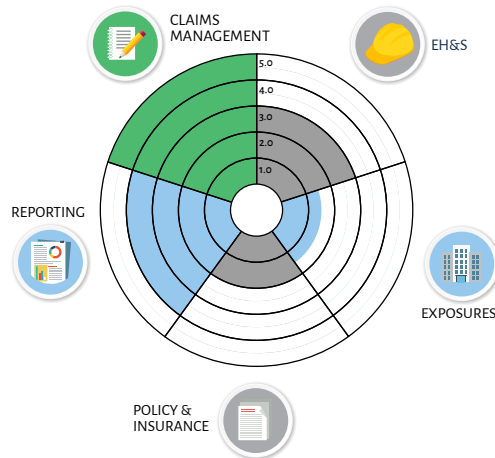 CLAIMS
MANAGEMENT
EH&S
5.0
4.0
3.0
2.0
1.0
REPORTING
EXPOSURES
POLICY &
INSURANCE